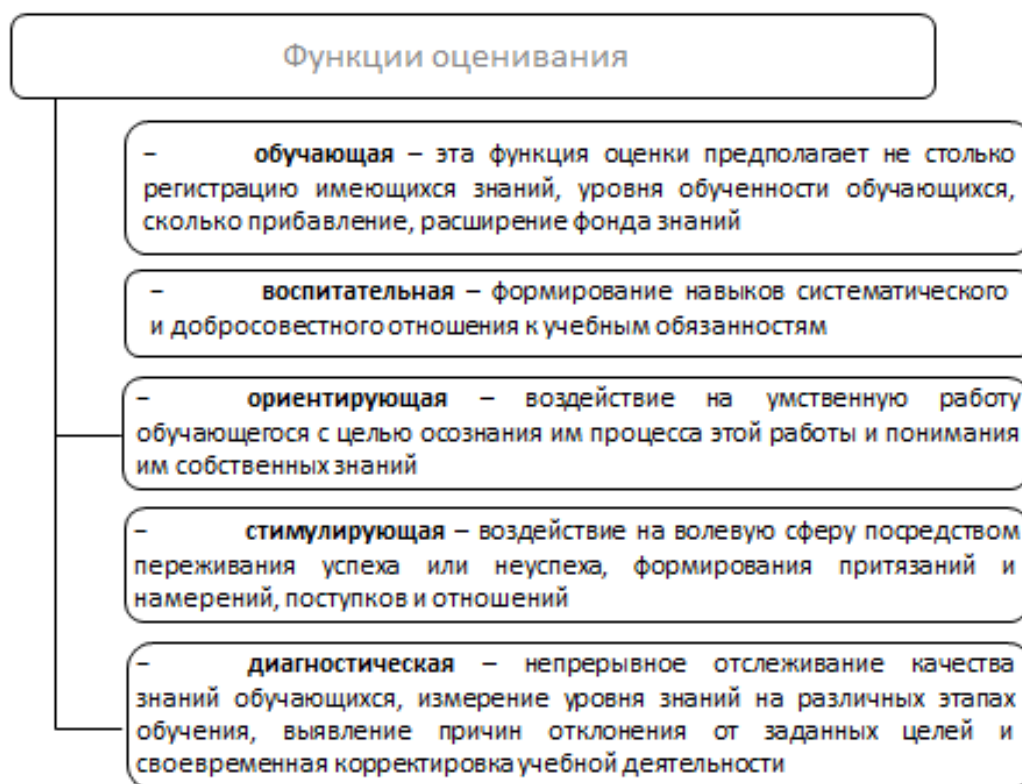 Функции оценивания
– обучающая – эта функция оценки предполагает не столько
регистрацию имеющихся знаний, уровня обученности обучающихся,
сколько прибавление, расширение фонда знаний
– воспитательная – формирование навыков систематического
и добросовестного отношения к учебным обязанностям
– ориентирующая – воздействие на умственную работу
обучающегося с целью осознания им процесса этой работы и понимания
им собственных знаний
– стимулирующая – воздействие на волевую сферу посредством
переживания успеха или неуспеха, формирования притязаний и
намерений, поступков и отношений
– диагностическая – непрерывное отслеживание качества
знаний обучающихся, измерение уровня знаний на различных этапах
обучения, выявление причин отклонения от заданных целей и
своевременная корректировка учебной деятельности